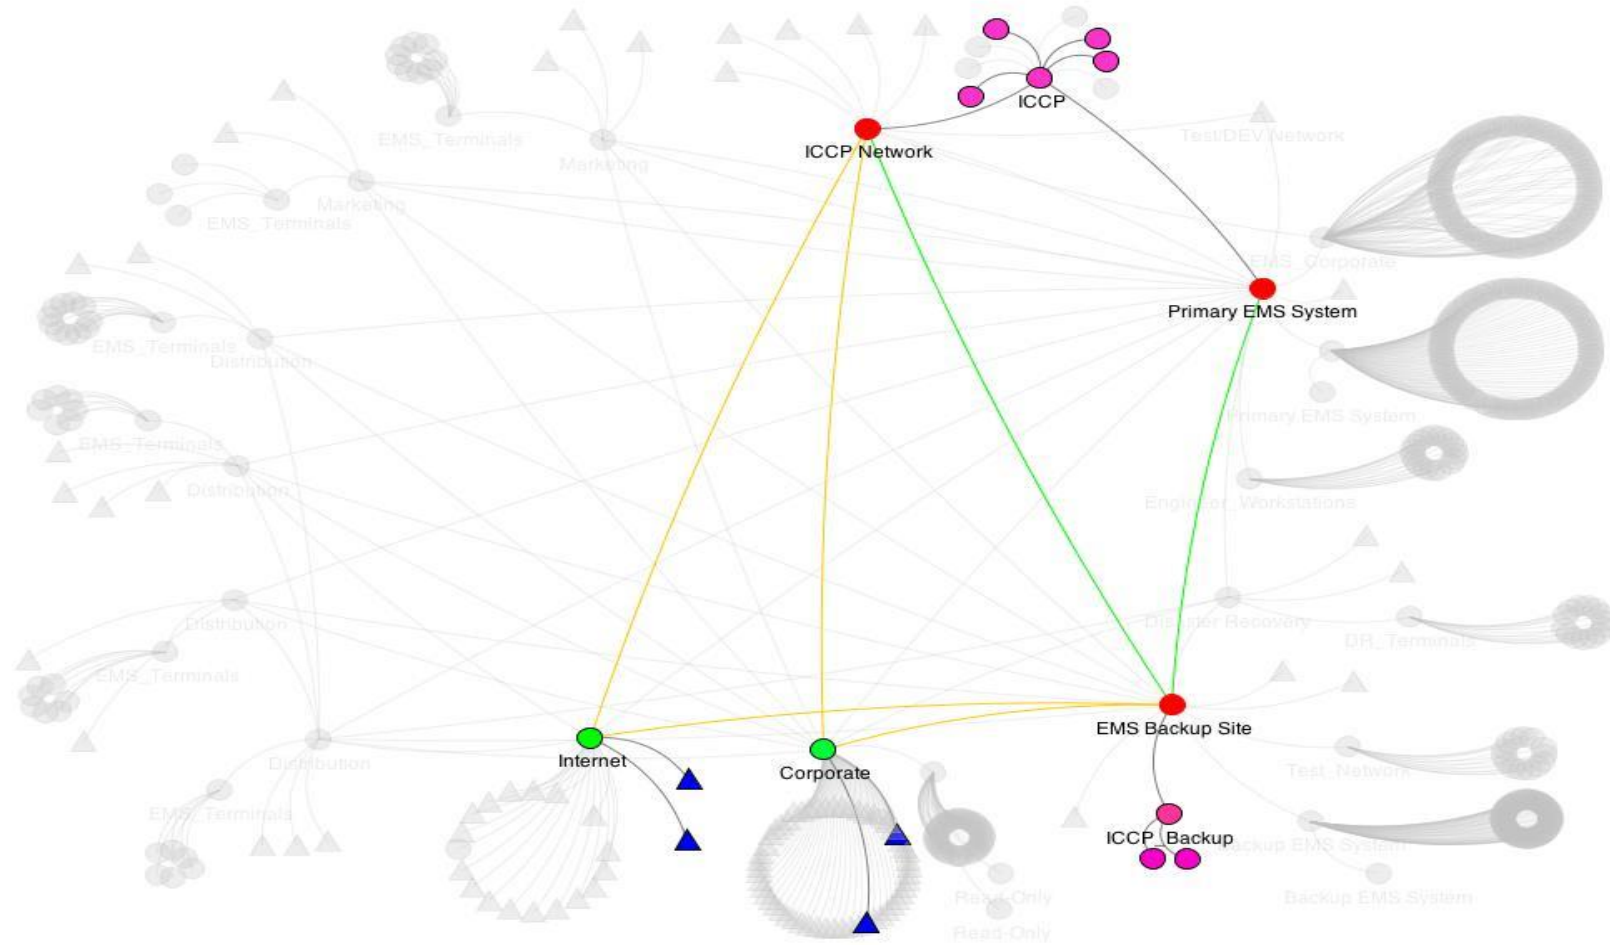 ICCP
Test/DEV Network
EMS_Terminals
ICCP Network
Marketing
Marketing
EMS_Terminals
EMS_Corporate
Primary EMS System
EMS_Terminals
Distribution
Primary EMS System
EMS_Terminals
Distribution
Engineer_Workstations
Distribution
Disaster Recovery
DR_Terminals
EMS_Terminals
EMS Backup Site
Internet
Distribution
Corporate
Test_Network
EMS_Terminals
ICCP_Backup
Backup EMS System
Read-Only
Backup EMS System
Read-Only